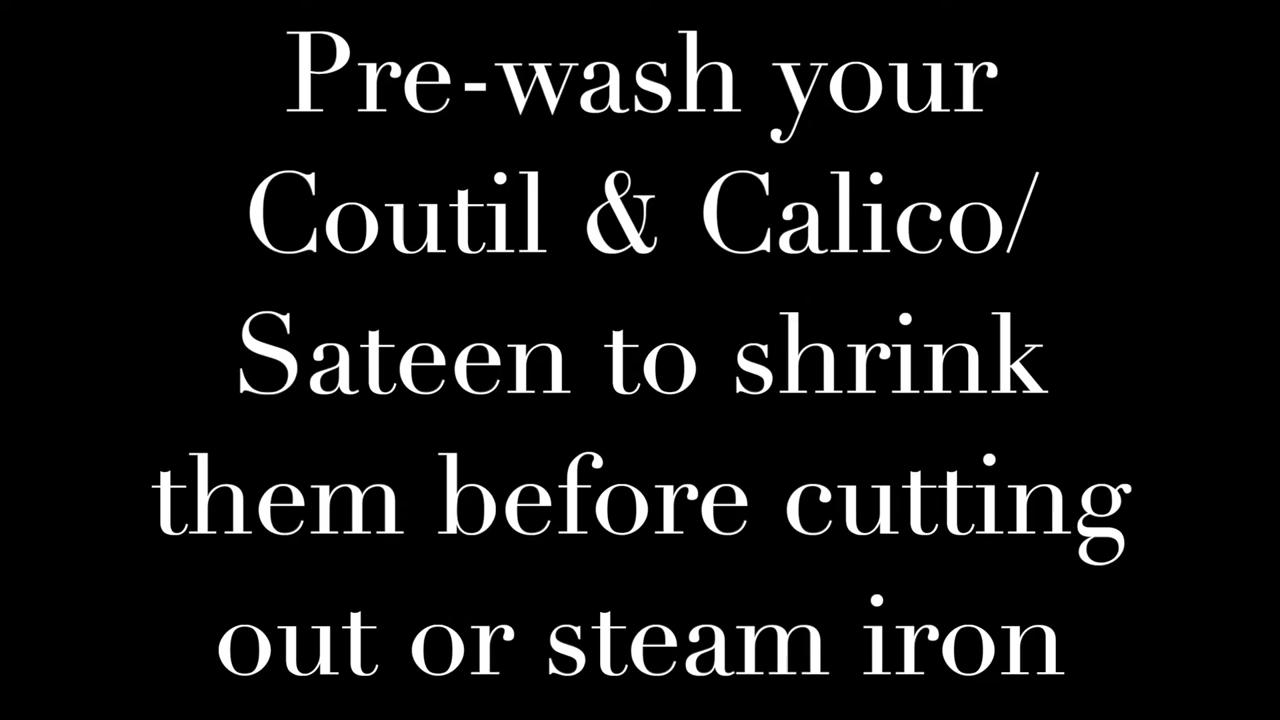 Pre-wash your
Coutil & Calico/
Sateen to shrink
them before cutting
out or steam iron